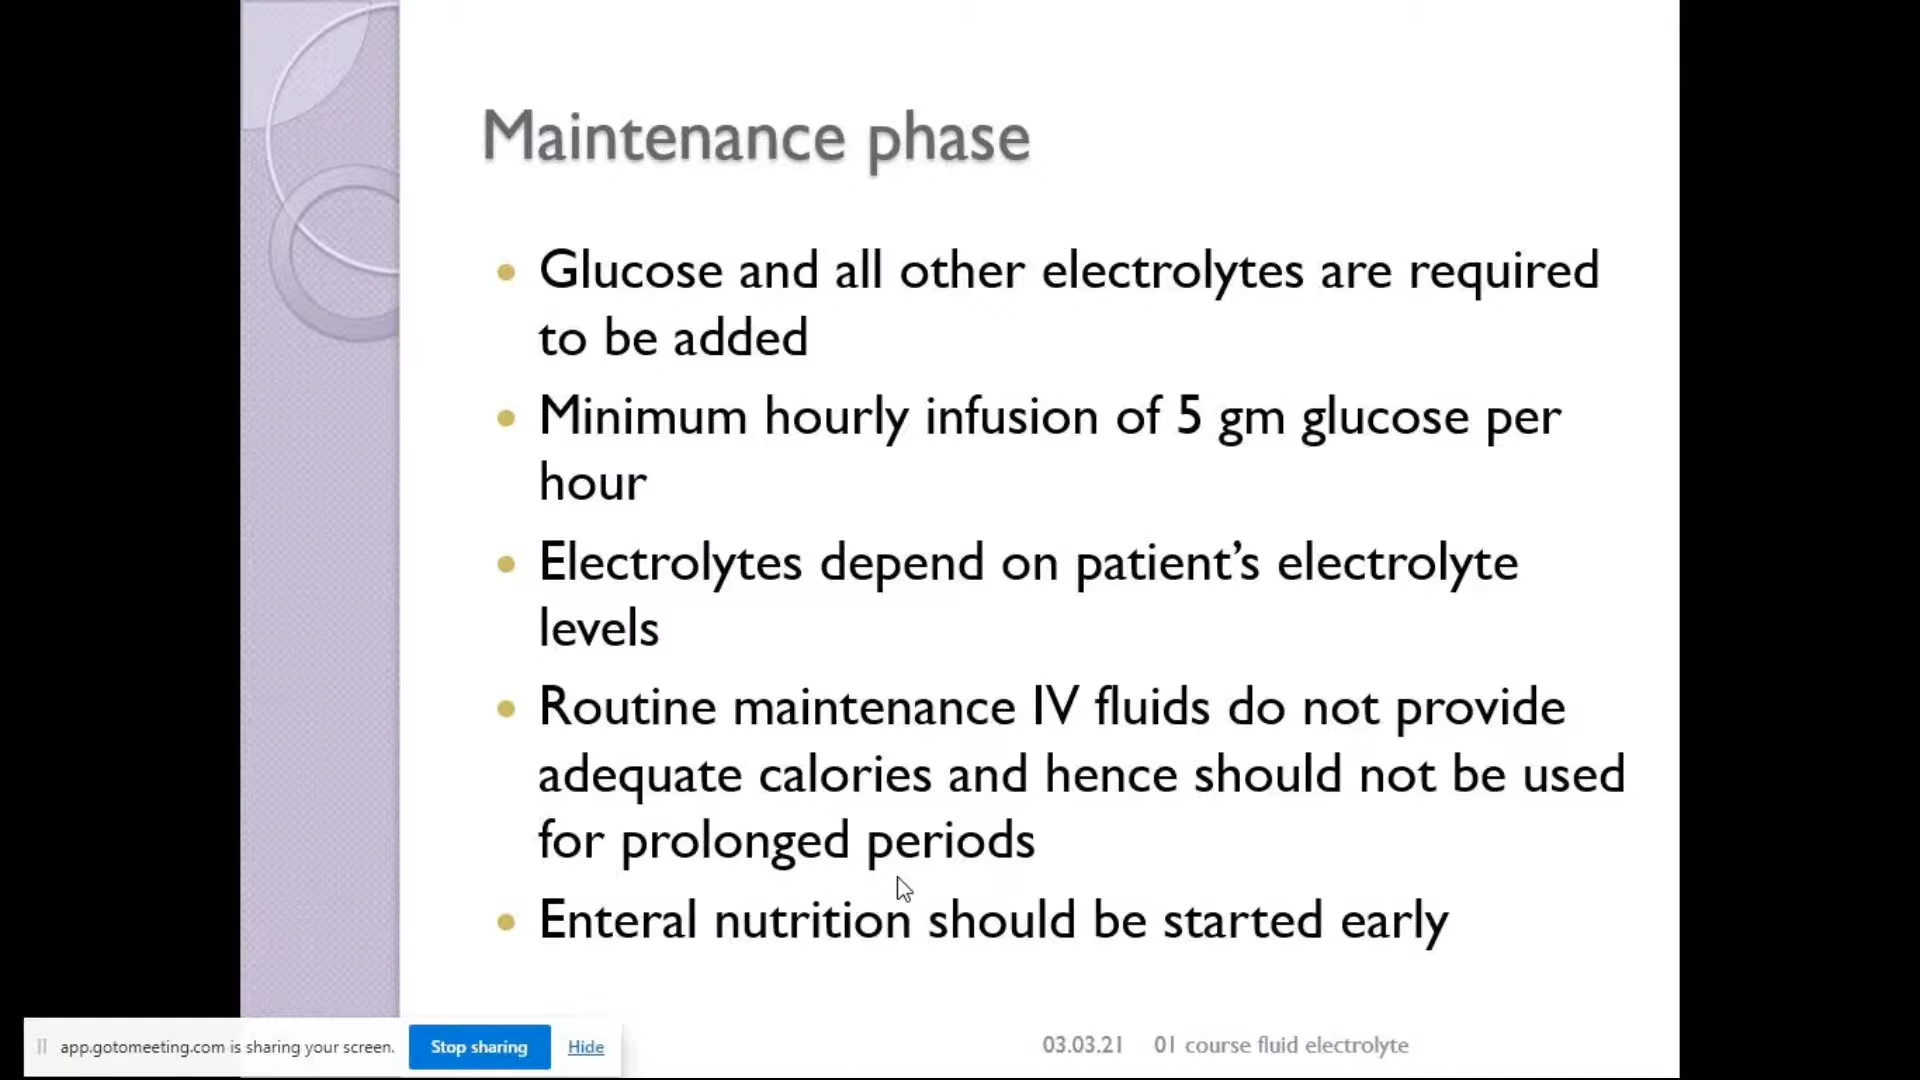 Maintenance phase
Glucose and all other electrolytes are required
to be added
Minimum hourly infusion of 5 gm glucose per
hour
Electrolytes depend on patient's electrolyte
levels
Routine maintenance IV fluids do not provide
adequate calories and hence should not be used
for prolonged periods
Enteral nutrition should be started early
app.gotomeeting.com is sharing your screen. Stop sharing Hide
03.03.21 01 course fluid electrolyte